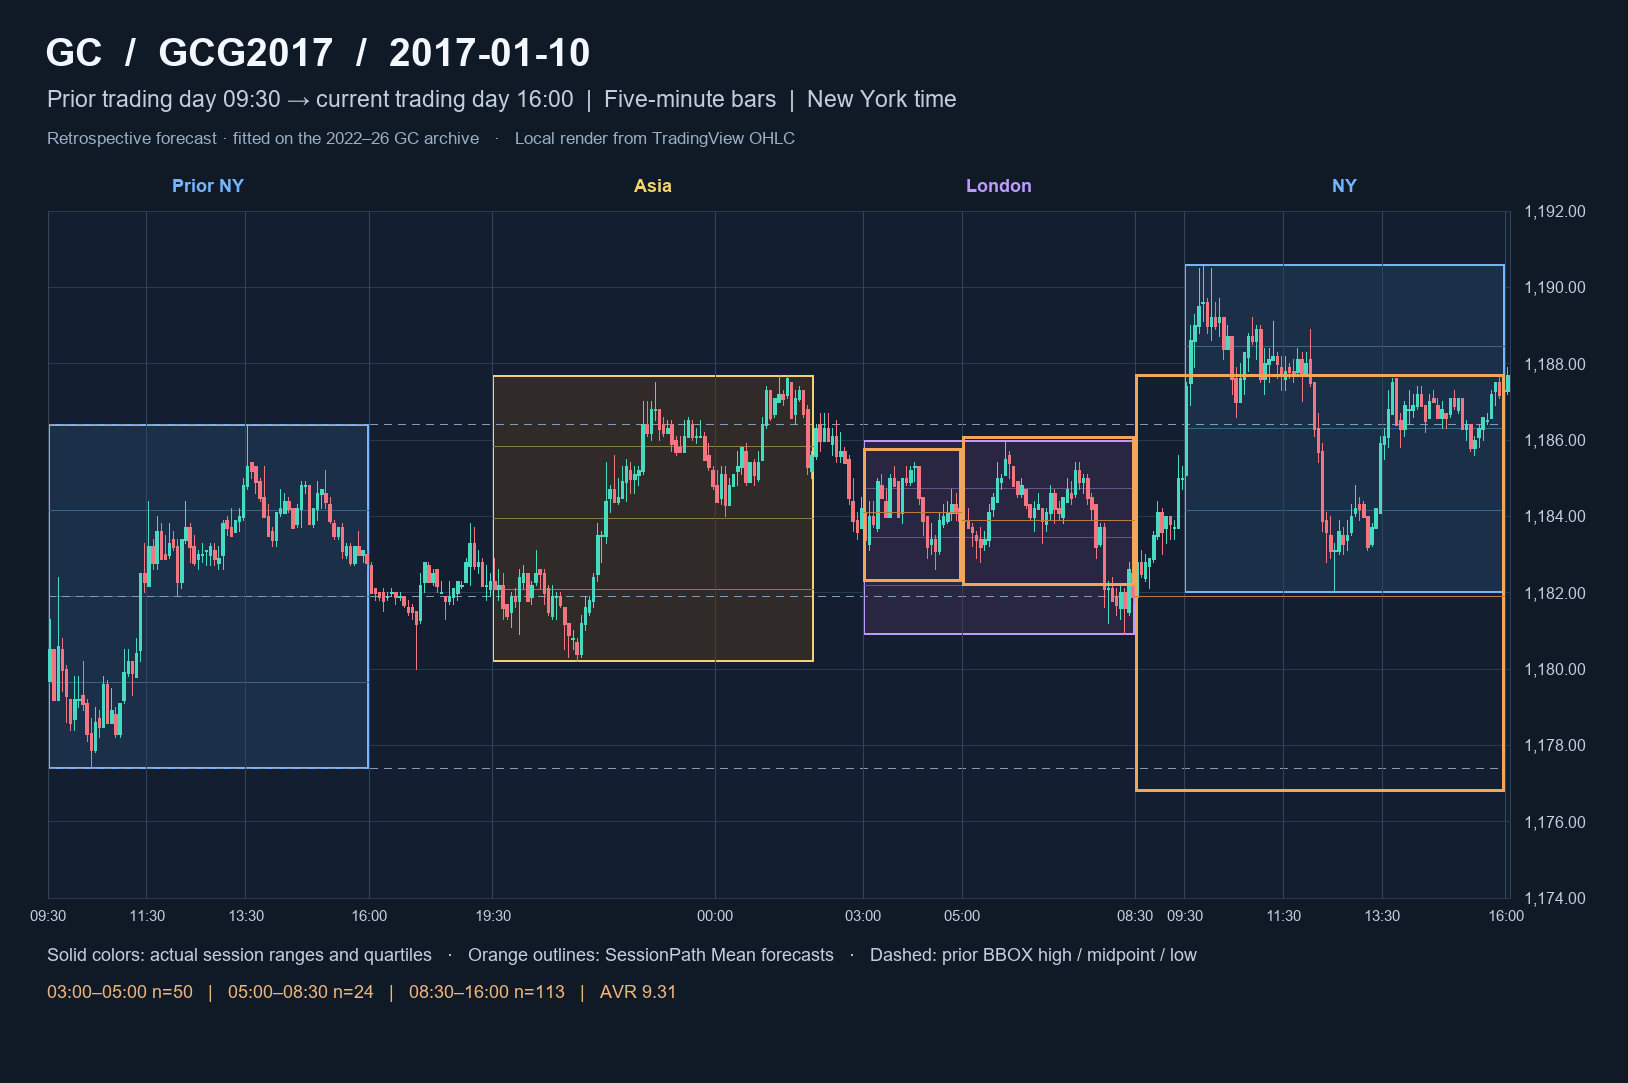 GC / GCG2017 / 2017-01-10
Prior trading day 09:30 → current trading day 16:00 | Five-minute bars | New York time
Retrospective forecast · fitted on the 2022–26 GC archive · Local render from TradingView OHLC
Prior NY Asia London NY
1,192.00
1,190.00
1,188.00
1,186.00
1,184.00
1,182.00
1,180.00
1,178.00
1,176.00
1,174.00
09:30 11:30 13:30 16:00 19:30 00:00 03:00 05:00 08:30 09:30 11:30 13:30 16:00
Solid colors: actual session ranges and quartiles · Orange outlines: SessionPath Mean forecasts · Dashed: prior BBOX high / midpoint / low
03:00–05:00 n=50 | 05:00–08:30 n=24 | 08:30–16:00 n=113 | AVR 9.31